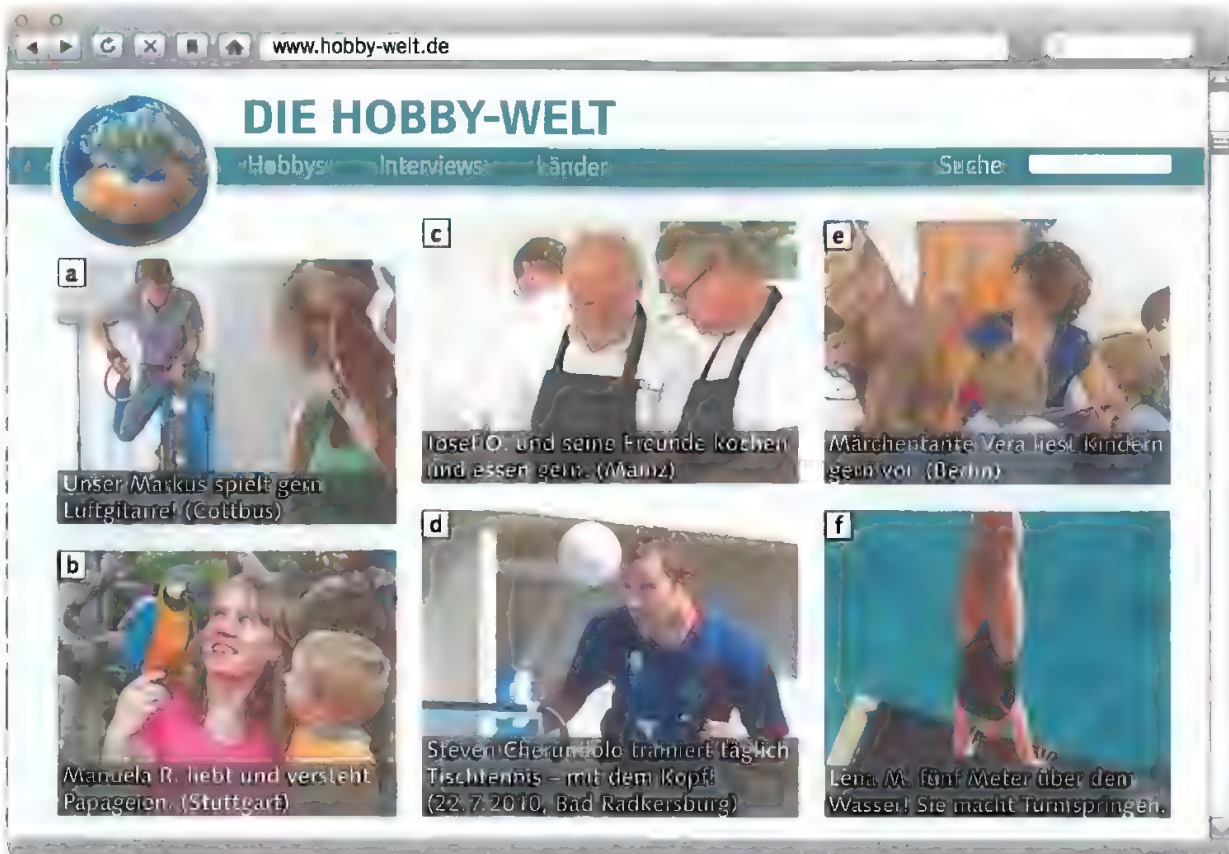 www.hobby-welt.de
DIE HOBBY-WELT
Hobbys Interviews Länder Suche
a
Unser Markus spielt gern
Luftgitarre! (Cottbus)
b
Manuela R. liebt und versteht
Papageien. (Stuttgart)
c
Josef O. und seine Freunde kochen
und essen gern. (Mainz)
d
Steven Cherundolo trainiert täglich
Tischtennis – mit dem Kopf!
(22.7.2010, Bad Radkersburg)
e
Märchentante Vera liest Kindern
gern vor. (Berlin)
f
Lena M. fünf Meter über dem
Wasser! Sie macht Turmspringen.